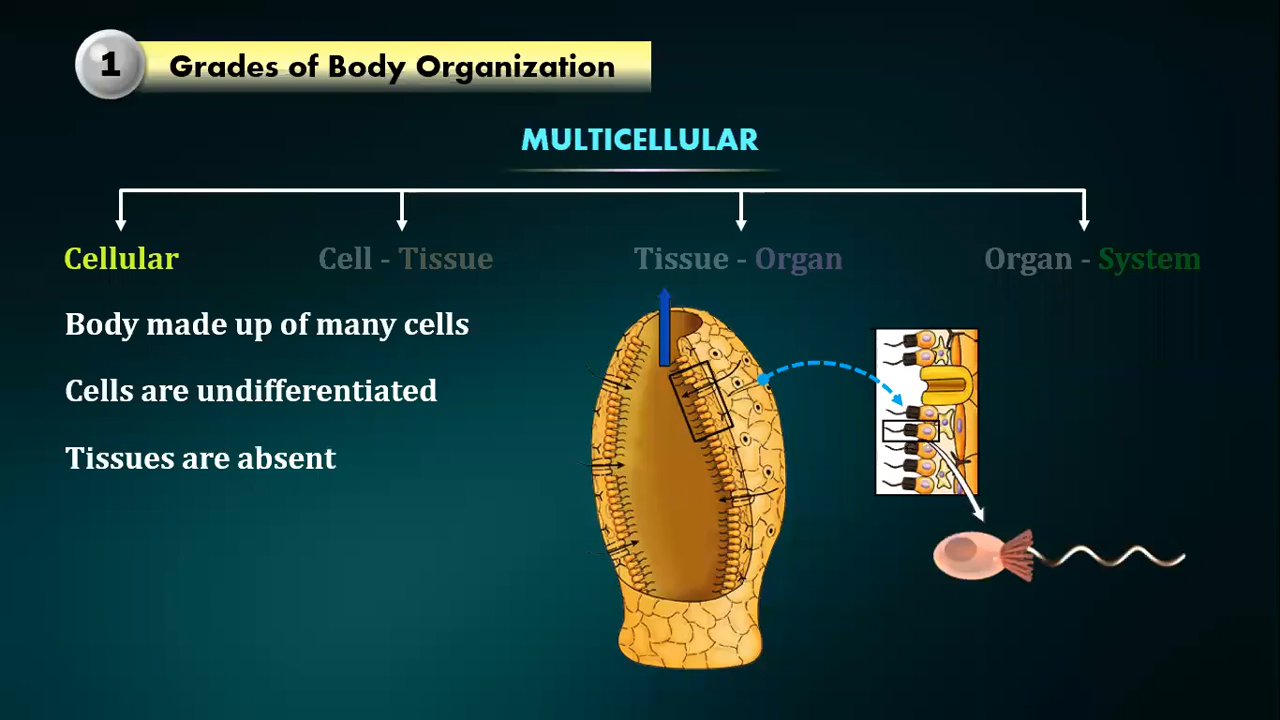 1
Grades of Body Organization
MULTICELLULAR
Cellular
Cell - Tissue
Tissue - Organ
Organ - System
Body made up of many cells
Cells are undifferentiated
Tissues are absent